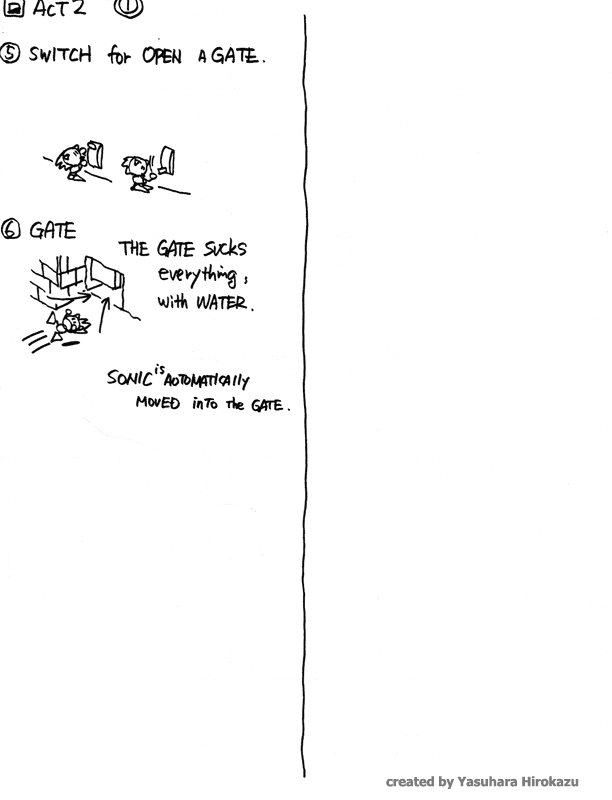 ACT 2 ①
⑤ SWITCH for OPEN A GATE.
⑥ GATE
THE GATE SUCKS
everything,
with WATER.
SONIC is AUTOMATICAlly
MOVED into the GATE.
created by Yasuhara Hirokazu